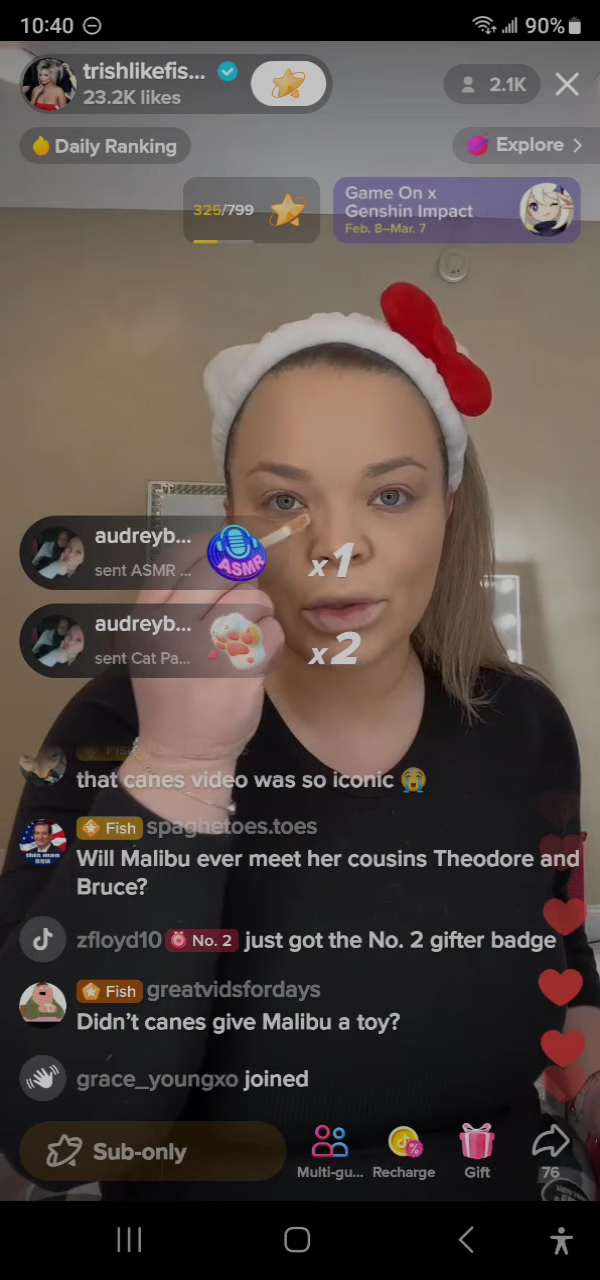 10:40
90%
trishlikefis...
23.2K likes
2.1K
Daily Ranking
Explore >
325/799
Game On x
Genshin Impact
Feb. 8–Mar. 7
audreyb...
sent ASMR ...
ASMR
x1
audreyb...
sent Cat Pa...
x2
Fish
that canes video was so iconic 😭
Fish spaghetoes.toes
Will Malibu ever meet her cousins Theodore and
Bruce?
zfloyd10 No. 2 just got the No. 2 gifter badge
Fish greatvidsfordays
Didn't canes give Malibu a toy?
grace_youngxo joined
Sub-only
Multi-gu...
Recharge
Gift
76